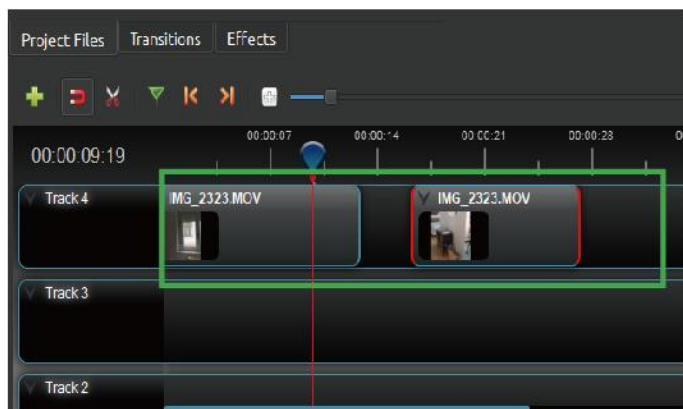 Project Files Transitions Effects
00:00:07 00:00:14 00:00:21 00:00:28
00:00:09:19
Track 4 IMG_2323.MOV IMG_2323.MOV
Track 3
Track 2